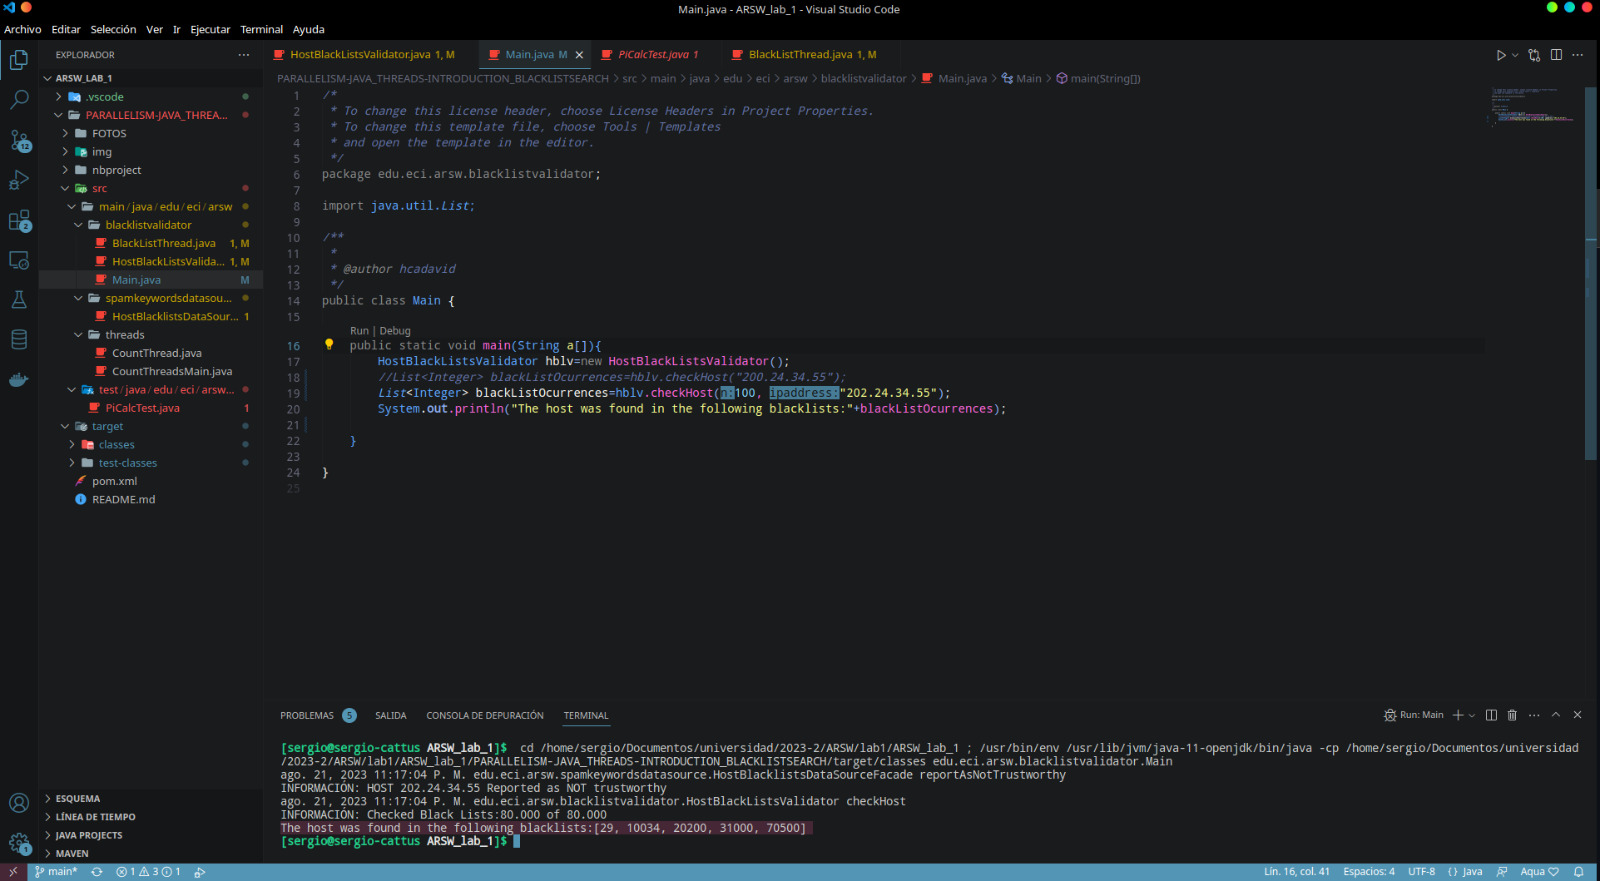 Main.java - ARSW_lab_1 - Visual Studio Code
Archivo Editar Selección Ver Ir Ejecutar Terminal Ayuda
EXPLORADOR
HostBlackListsValidator.java 1, M
Main.java M
PiCalcTest.java 1
BlackListThread.java 1, M
ARSW_LAB_1
.vscode
PARALLELISM-JAVA_THREA...
FOTOS
img
nbproject
src
main / java / edu / eci / arsw
blacklistvalidator
BlackListThread.java 1, M
HostBlackListsValida... 1, M
Main.java M
spamkeywordsdatasou...
HostBlacklistsDataSour... 1
threads
CountThread.java
CountThreadsMain.java
test / java / edu / eci / arsw...
PiCalcTest.java 1
target
classes
test-classes
pom.xml
README.md
ESQUEMA
LÍNEA DE TIEMPO
JAVA PROJECTS
MAVEN
12
2
1
PARALLELISM-JAVA_THREADS-INTRODUCTION_BLACKLISTSEARCH > src > main > java > edu > eci > arsw > blacklistvalidator > Main.java > Main > main(String[])
1 /*
2 * To change this license header, choose License Headers in Project Properties.
3 * To change this template file, choose Tools | Templates
4 * and open the template in the editor.
5 */
6 package edu.eci.arsw.blacklistvalidator;
7
8 import java.util.List;
9
10 /**
11 *
12 * @author hcadavid
13 */
14 public class Main {
15
Run | Debug
16 public static void main(String a[]){
17 HostBlackListsValidator hblv=new HostBlackListsValidator();
18 //List<Integer> blackListOcurrences=hblv.checkHost("200.24.34.55");
19 List<Integer> blackListOcurrences=hblv.checkHost(n:100, ipaddress:"202.24.34.55");
20 System.out.println("The host was found in the following blacklists:"+blackListOcurrences);
21
22 }
23
24 }
25
PROBLEMAS 5 SALIDA CONSOLA DE DEPURACIÓN TERMINAL
Run: Main
[sergio@sergio-cattus ARSW_lab_1]$ cd /home/sergio/Documentos/universidad/2023-2/ARSW/lab1/ARSW_lab_1 ; /usr/bin/env /usr/lib/jvm/java-11-openjdk/bin/java -cp /home/sergio/Documentos/universidad
/2023-2/ARSW/lab1/ARSW_lab_1/PARALLELISM-JAVA_THREADS-INTRODUCTION_BLACKLISTSEARCH/target/classes edu.eci.arsw.blacklistvalidator.Main
ago. 21, 2023 11:17:04 P. M. edu.eci.arsw.spamkeywordsdatasource.HostBlacklistsDataSourceFacade reportAsNotTrustworthy
INFORMACIÓN: HOST 202.24.34.55 Reported as NOT trustworthy
ago. 21, 2023 11:17:04 P. M. edu.eci.arsw.blacklistvalidator.HostBlackListsValidator checkHost
INFORMACIÓN: Checked Black Lists:80.000 of 80.000
The host was found in the following blacklists:[29, 10034, 20200, 31000, 70500]
[sergio@sergio-cattus ARSW_lab_1]$
main* 1 3 1
Lín. 16, col. 41 Espacios: 4 UTF-8 {} Java Aqua